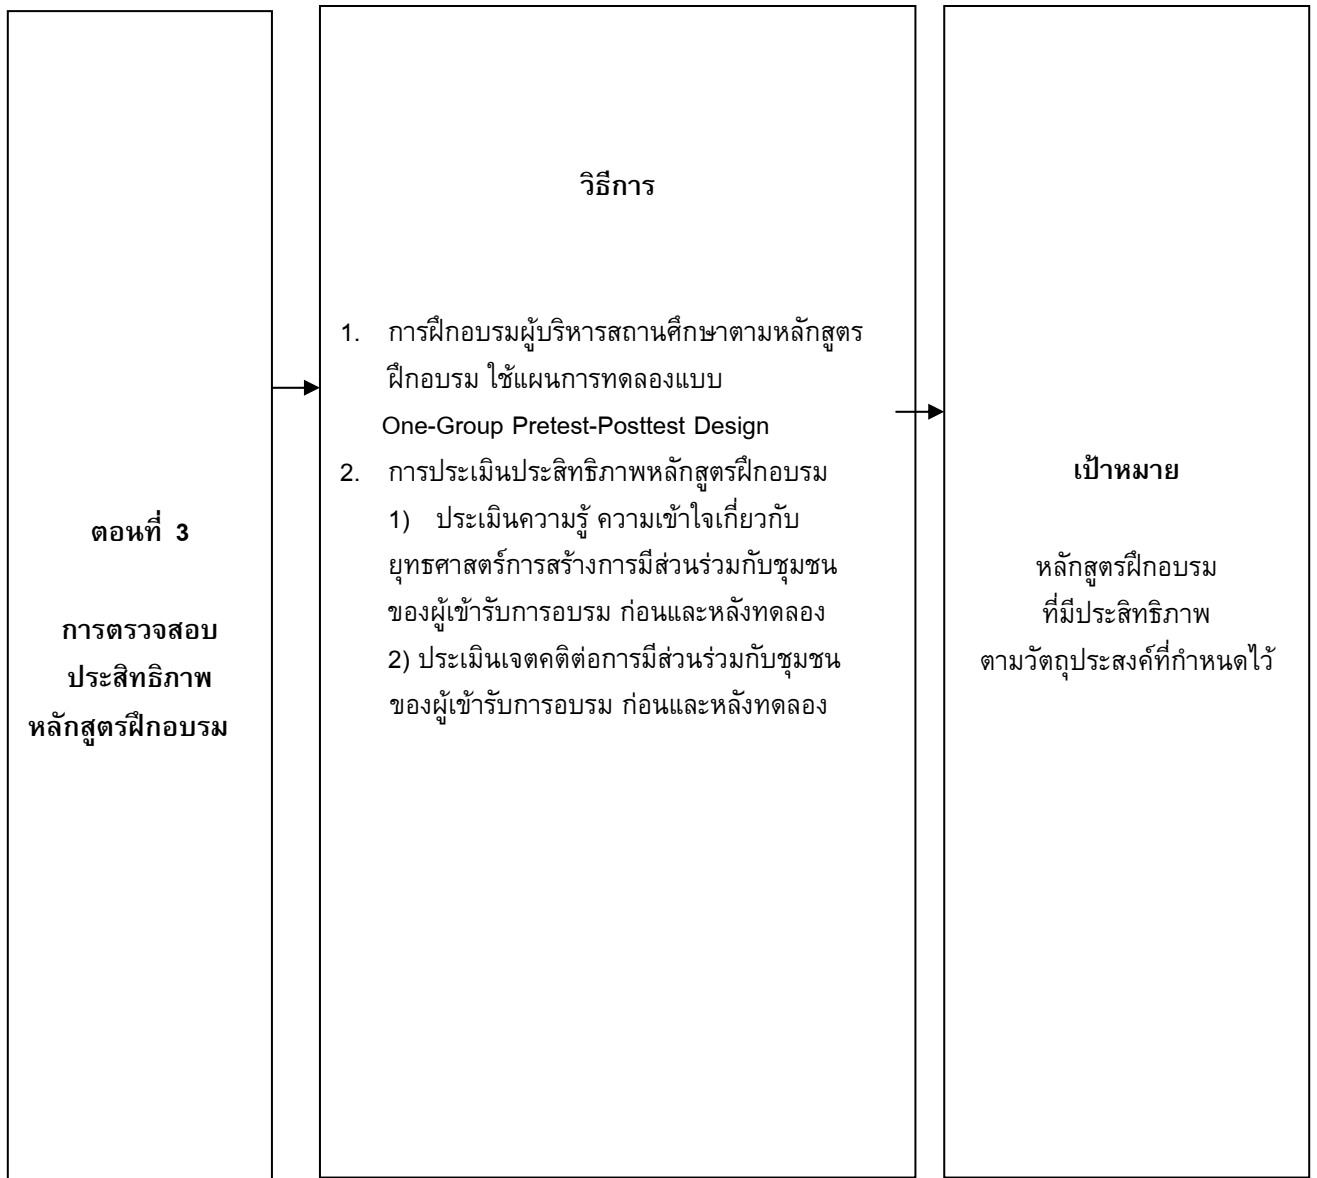 ตอนที่ 3
การตรวจสอบ
ประสิทธิภาพ
หลักสูตรฝึกอบรม
วิธีการ
1. การฝึกอบรมผู้บริหารสถานศึกษาตามหลักสูตร
ฝึกอบรม ใช้แผนการทดลองแบบ
One-Group Pretest-Posttest Design
2. การประเมินประสิทธิภาพหลักสูตรฝึกอบรม
1) ประเมินความรู้ ความเข้าใจเกี่ยวกับ
ยุทธศาสตร์การสร้างการมีส่วนร่วมกับชุมชน
ของผู้เข้ารับการอบรม ก่อนและหลังทดลอง
2) ประเมินเจตคติต่อการมีส่วนร่วมกับชุมชน
ของผู้เข้ารับการอบรม ก่อนและหลังทดลอง
เป้าหมาย
หลักสูตรฝึกอบรม
ที่มีประสิทธิภาพ
ตามวัตถุประสงค์ที่กำหนดไว้